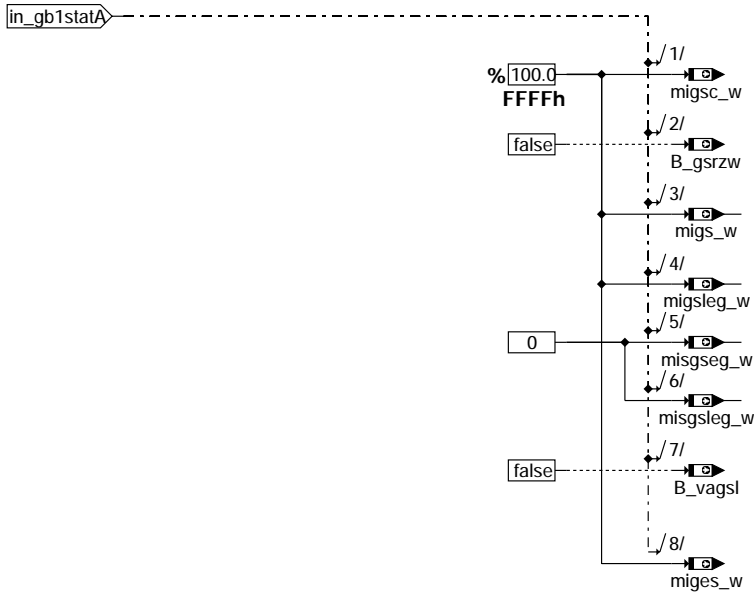 in_gb1statA
1/
% 100.0
FFFFh
migsc_w
2/
false
B_gsrzw
3/
migs_w
4/
migsleg_w
5/
0
misgseg_w
6/
misgsleg_w
7/
false
B_vagsl
8/
miges_w